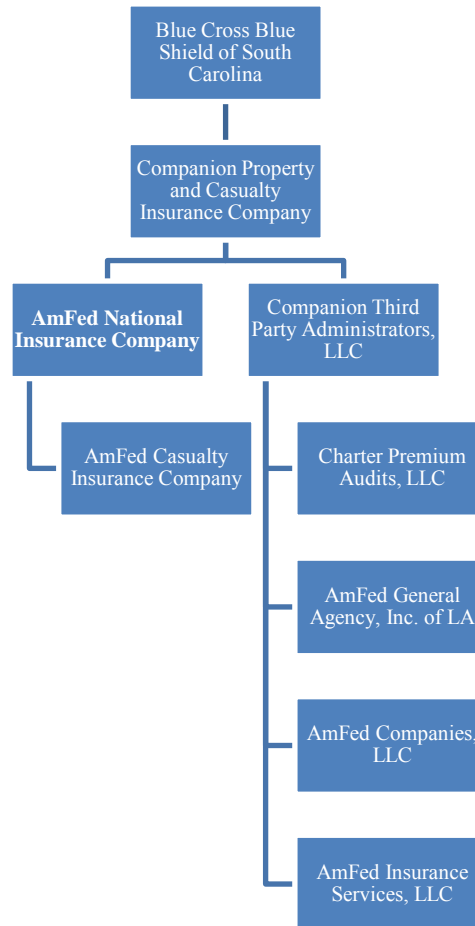 Blue Cross Blue
Shield of South
Carolina
Companion Property
and Casualty
Insurance Company
AmFed National
Insurance Company
Companion Third
Party Administrators,
LLC
AmFed Casualty
Insurance Company
Charter Premium
Audits, LLC
AmFed General
Agency, Inc. of LA
AmFed Companies,
LLC
AmFed Insurance
Services, LLC